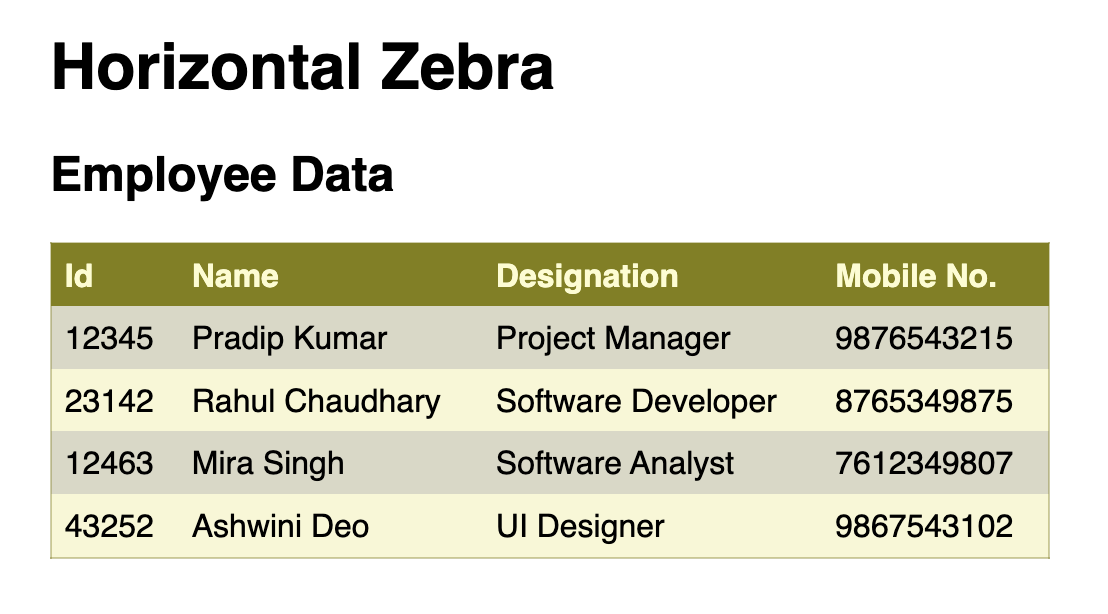 Horizontal Zebra
Employee Data
Id Name Designation Mobile No.
12345 Pradip Kumar Project Manager 9876543215
23142 Rahul Chaudhary Software Developer 8765349875
12463 Mira Singh Software Analyst 7612349807
43252 Ashwini Deo UI Designer 9867543102